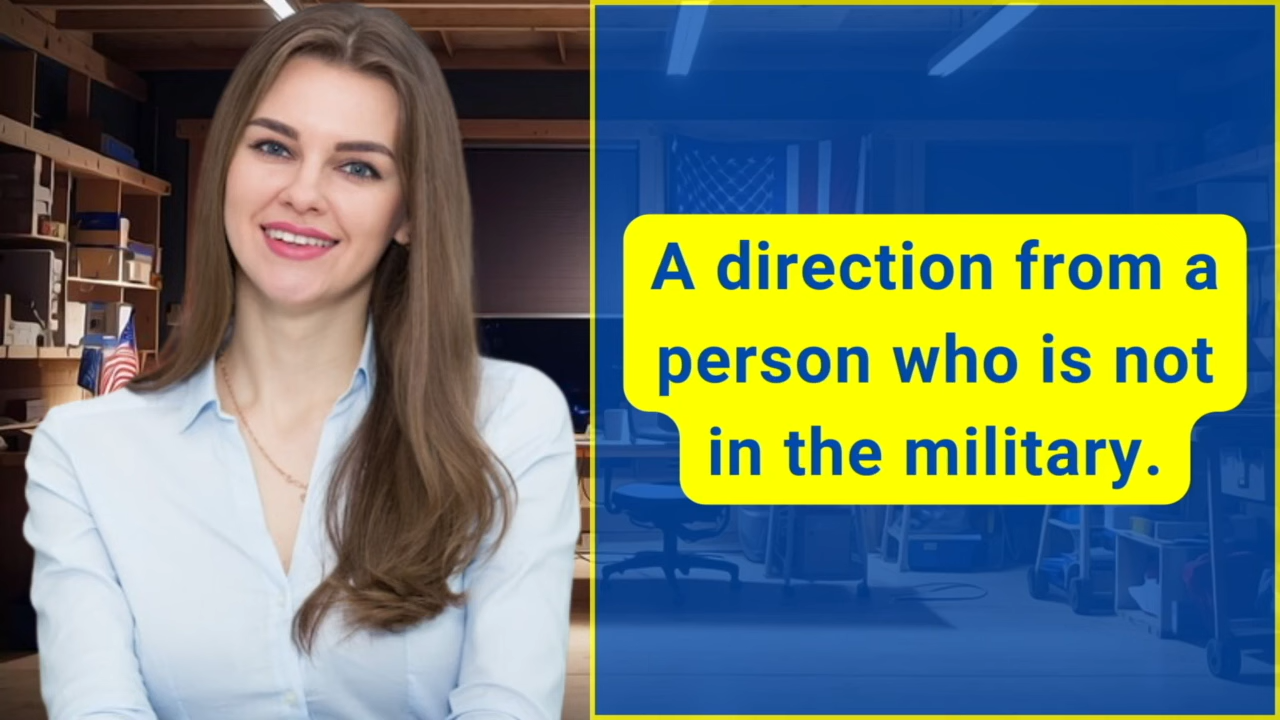 A direction from a
person who is not
in the military.